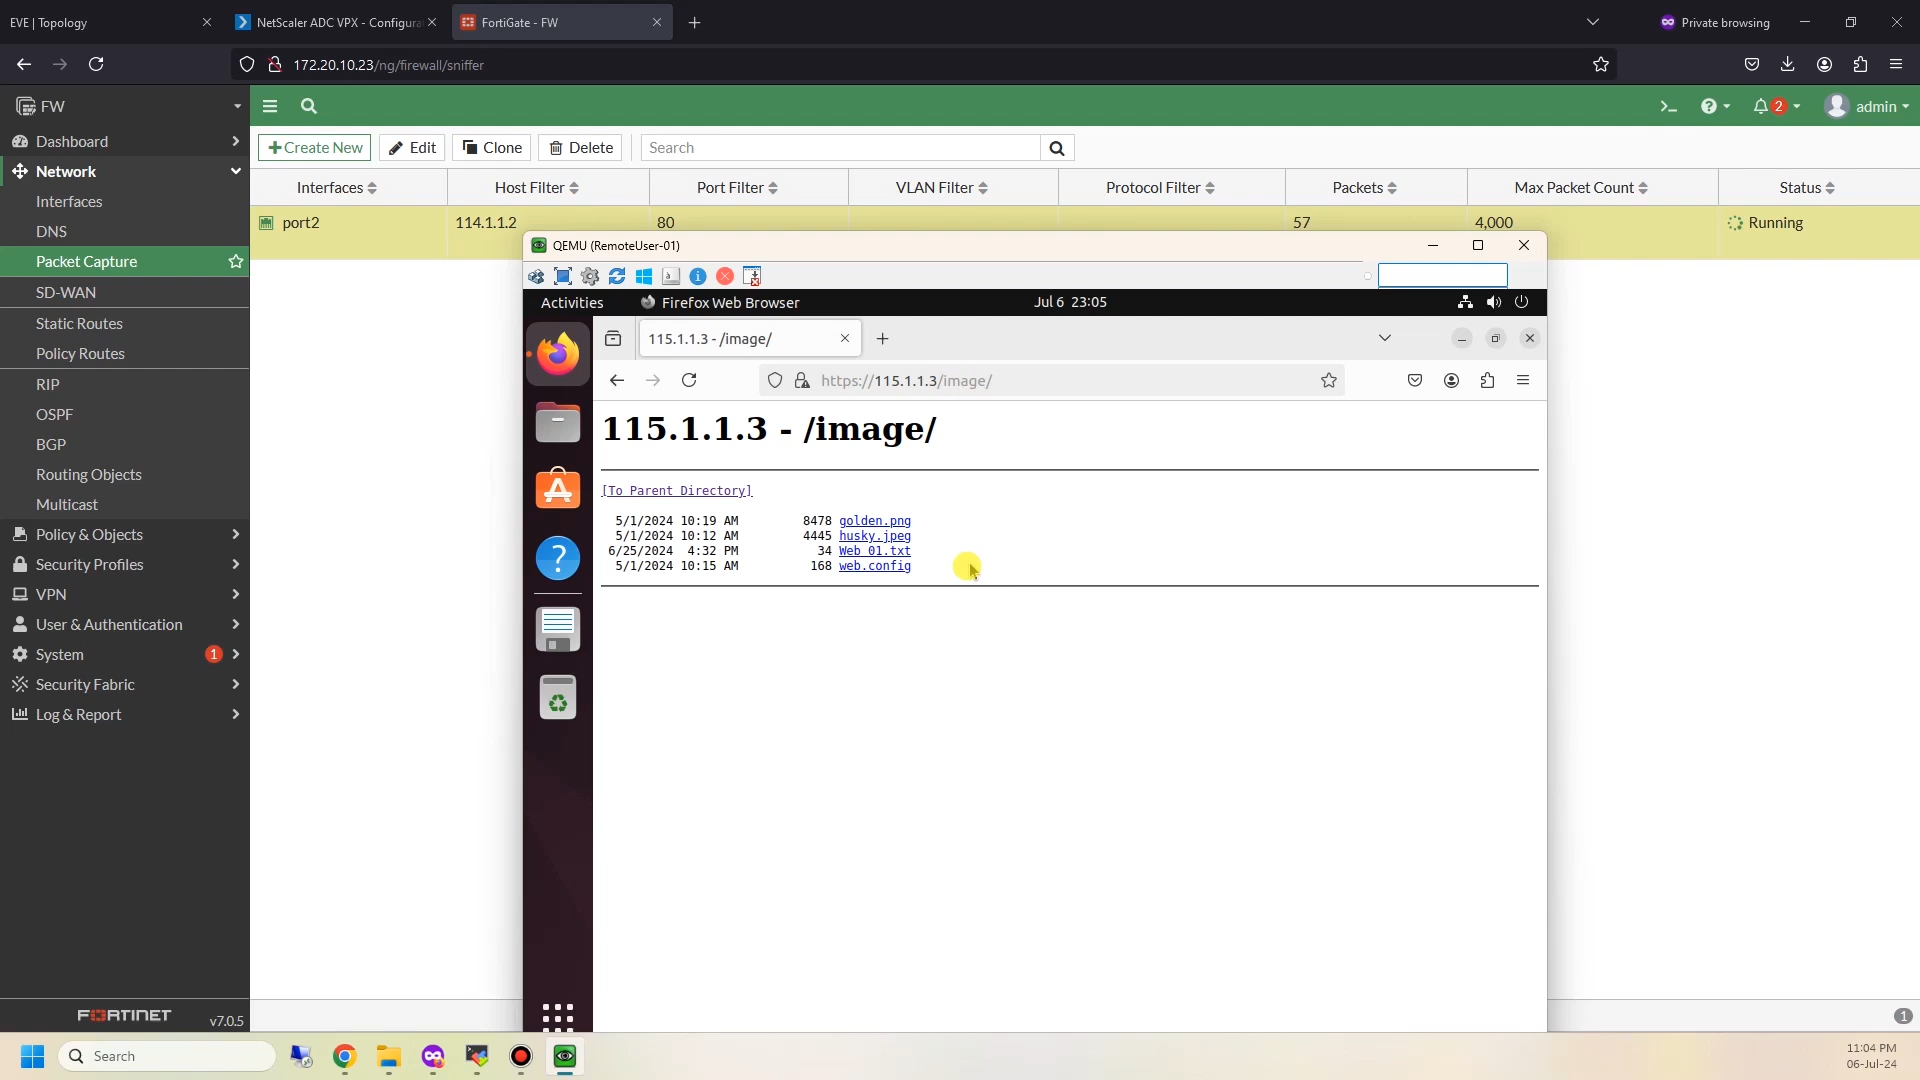 EVE | Topology
NetScaler ADC VPX - Configura
FortiGate - FW
Private browsing
172.20.10.23/ng/firewall/sniffer
FW
admin
2
Dashboard
Network
Interfaces
DNS
Packet Capture
SD-WAN
Static Routes
Policy Routes
RIP
OSPF
BGP
Routing Objects
Multicast
Policy & Objects
Security Profiles
VPN
User & Authentication
System
1
Security Fabric
Log & Report
FORTINET
v7.0.5
+Create New
Edit
Clone
Delete
Search
Interfaces
Host Filter
Port Filter
VLAN Filter
Protocol Filter
Packets
Max Packet Count
Status
port2
114.1.1.2
80
57
4,000
Running
QEMU (RemoteUser-01)
Activities
Firefox Web Browser
Jul 6 23:05
115.1.1.3 - /image/
https://115.1.1.3/image/
115.1.1.3 - /image/
[To Parent Directory]
5/1/2024 10:19 AM 8478 golden.png
5/1/2024 10:12 AM 4445 husky.jpeg
6/25/2024 4:32 PM 34 Web 01.txt
5/1/2024 10:15 AM 168 web.config
1
Search
11:04 PM
06-Jul-24